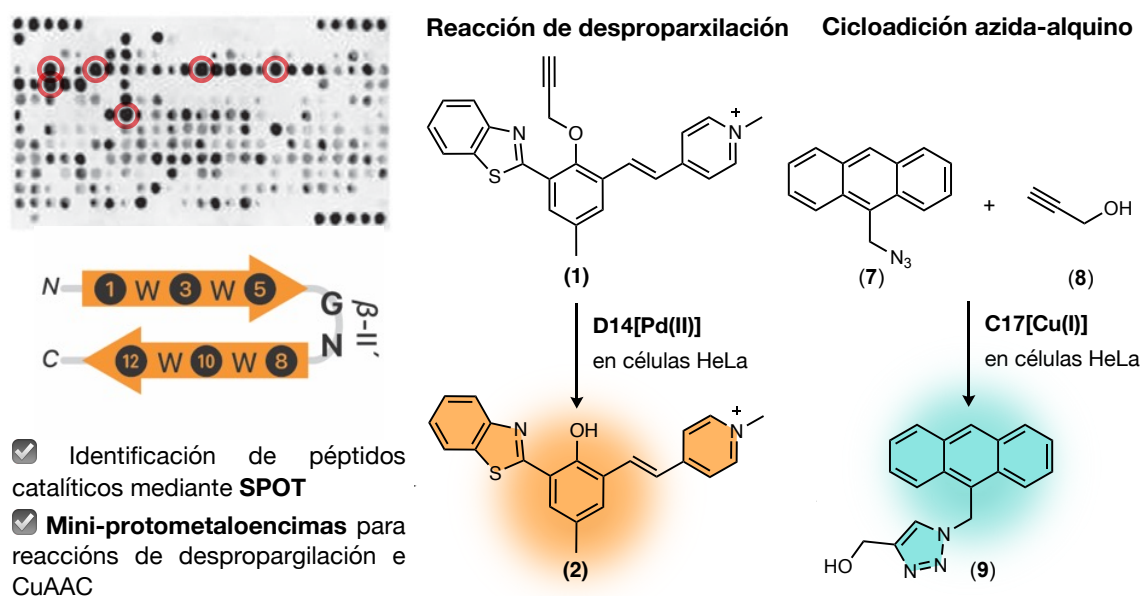 N
1 W 3 W 5
G
N
β-II´
C
12 W 10 W 8
Identificación de péptidos
catalíticos mediante SPOT
Mini-protometaloencimas para
reaccións de despropargilación e
CuAAC
Reacción de desproparxilación
N
S
O
N
+
(1)
D14[Pd(II)]
en células HeLa
N
S
OH
N
+
(2)
Cicloadición azida-alquino
N3
(7)
+
OH
(8)
C17[Cu(I)]
en células HeLa
HO
N
N
N
(9)